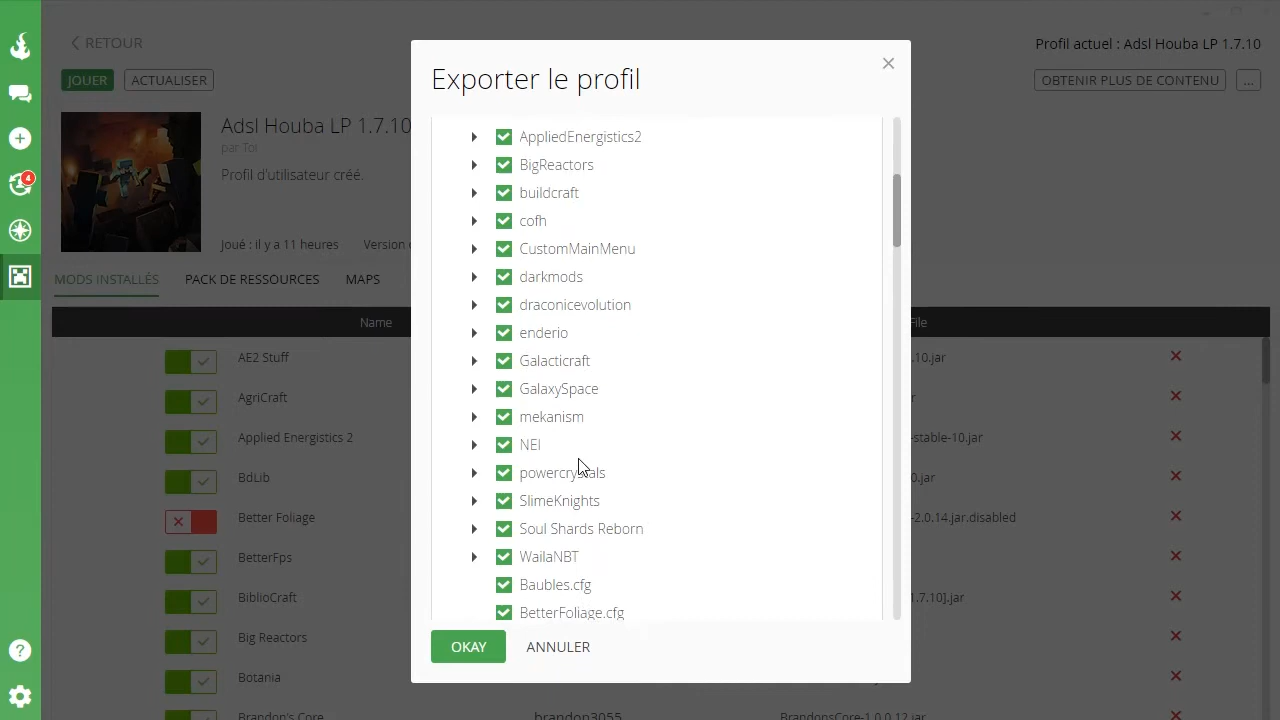 RETOUR
Profil actuel : Adsl Houba LP 1.7.10
JOUER
ACTUALISER
OBTENIR PLUS DE CONTENU
...
Adsl Houba LP 1.7.10
par Toi
Profil d'utilisateur créé.
Joué : il y a 11 heures
Version
4
MODS INSTALLÉS
PACK DE RESSOURCES
MAPS
Name
File
AE2 Stuff
.10.jar
AgriCraft
Applied Energistics 2
-stable-10.jar
BdLib
0.jar
Better Foliage
-2.0.14.jar.disabled
BetterFps
BiblioCraft
1.7.10].jar
Big Reactors
Botania
Brandon's Core
brandon3055
BrandonsCore-1.0.0.12.jar
?
Exporter le profil
AppliedEnergistics2
BigReactors
buildcraft
cofh
CustomMainMenu
darkmods
draconicevolution
enderio
Galacticraft
GalaxySpace
mekanism
NEI
powercrystals
SlimeKnights
Soul Shards Reborn
WailaNBT
Baubles.cfg
BetterFoliage.cfg
OKAY
ANNULER